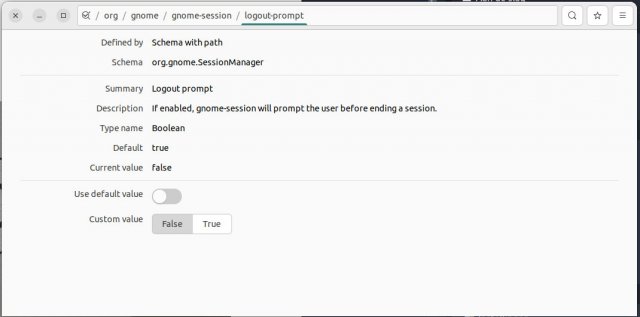 / org / gnome / gnome-session / logout-prompt
Defined by Schema with path
Schema org.gnome.SessionManager
Summary Logout prompt
Description If enabled, gnome-session will prompt the user before ending a session.
Type name Boolean
Default true
Current value false
Use default value
Custom value False True